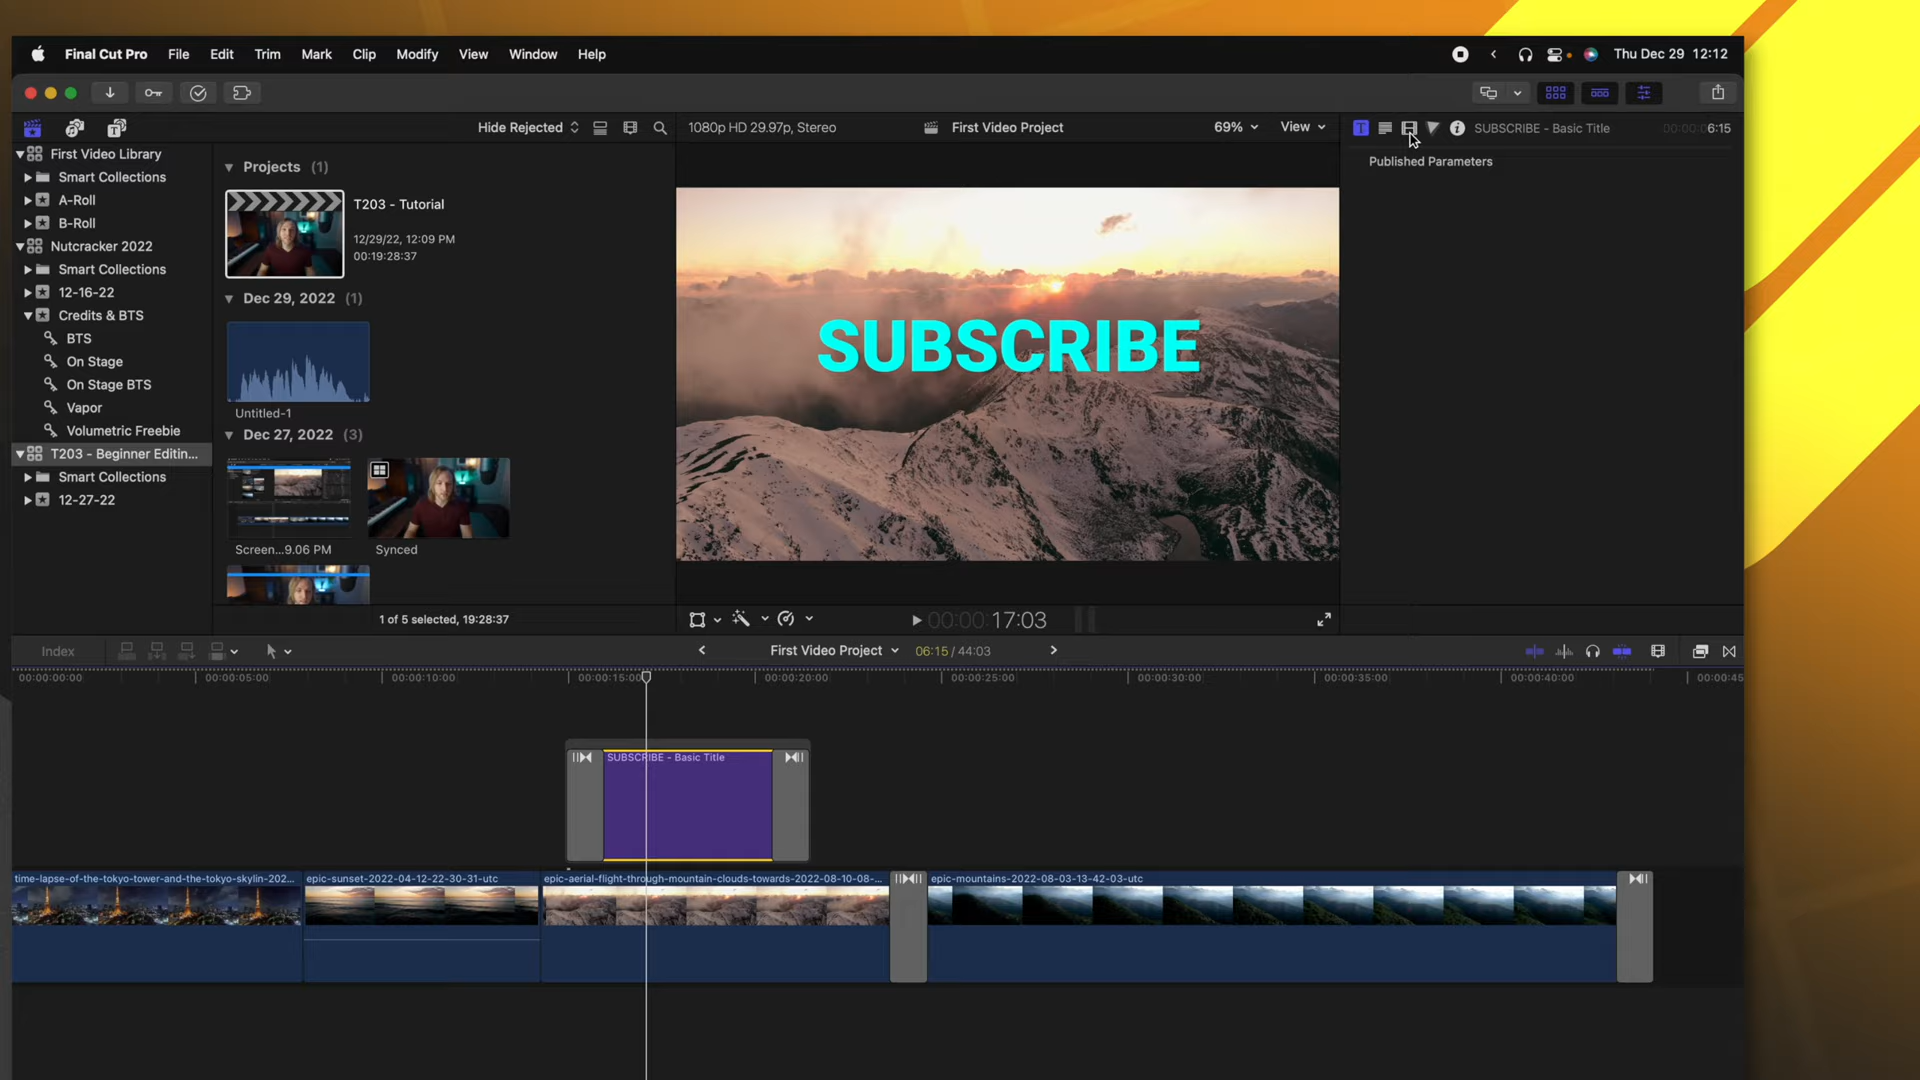 Final Cut Pro File Edit Trim Mark Clip Modify View Window Help Thu Dec 29 12:12
Hide Rejected 1080p HD 29.97p, Stereo First Video Project 69% View SUBSCRIBE - Basic Title 00:00:06:15
First Video Library
Smart Collections
A-Roll
B-Roll
Nutcracker 2022
Smart Collections
12-16-22
Credits & BTS
BTS
On Stage
On Stage BTS
Vapor
Volumetric Freebie
T203 - Beginner Editin...
Smart Collections
12-27-22
Projects (1)
T203 - Tutorial
12/29/22, 12:09 PM
00:19:28:37
Dec 29, 2022 (1)
Untitled-1
Dec 27, 2022 (3)
Screen...9.06 PM Synced
1 of 5 selected, 19:28:37
SUBSCRIBE
00:00:17:03
Published Parameters
Index First Video Project 06:15 / 44:03
00:00:00:00 00:00:05:00 00:00:10:00 00:00:15:00 00:00:20:00 00:00:25:00 00:00:30:00 00:00:35:00 00:00:40:00 00:00:45
SUBSCRIBE - Basic Title
time-lapse-of-the-tokyo-tower-and-the-tokyo-skylin-202... epic-sunset-2022-04-12-22-30-31-utc epic-aerial-flight-through-mountain-clouds-towards-2022-08-10-08-... epic-mountains-2022-08-03-13-42-03-utc